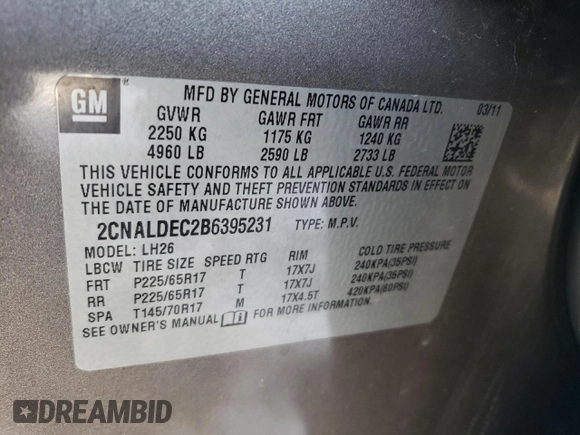 GM
MFD BY GENERAL MOTORS OF CANADA LTD. 03/11
GVWR GAWR FRT GAWR RR
2250 KG 1175 KG 1240 KG
4960 LB 2590 LB 2733 LB
THIS VEHICLE CONFORMS TO ALL APPLICABLE U.S. FEDERAL MOTOR
VEHICLE SAFETY AND THEFT PREVENTION STANDARDS IN EFFECT ON
THE DATE OF MANUFACTURE SHOWN ABOVE.
2CNALDEC2B6395231 TYPE: M.P.V.
MODEL: LH26
LBCW TIRE SIZE SPEED RTG RIM COLD TIRE PRESSURE
FRT P225/65R17 T 17X7J 240KPA(35PSI)
RR P225/65R17 T 17X7J 240KPA(35PSI)
SPA T145/70R17 M 17X4.5T 420KPA(60PSI)
SEE OWNER'S MANUAL FOR MORE INFORMATION.
DREAMBID